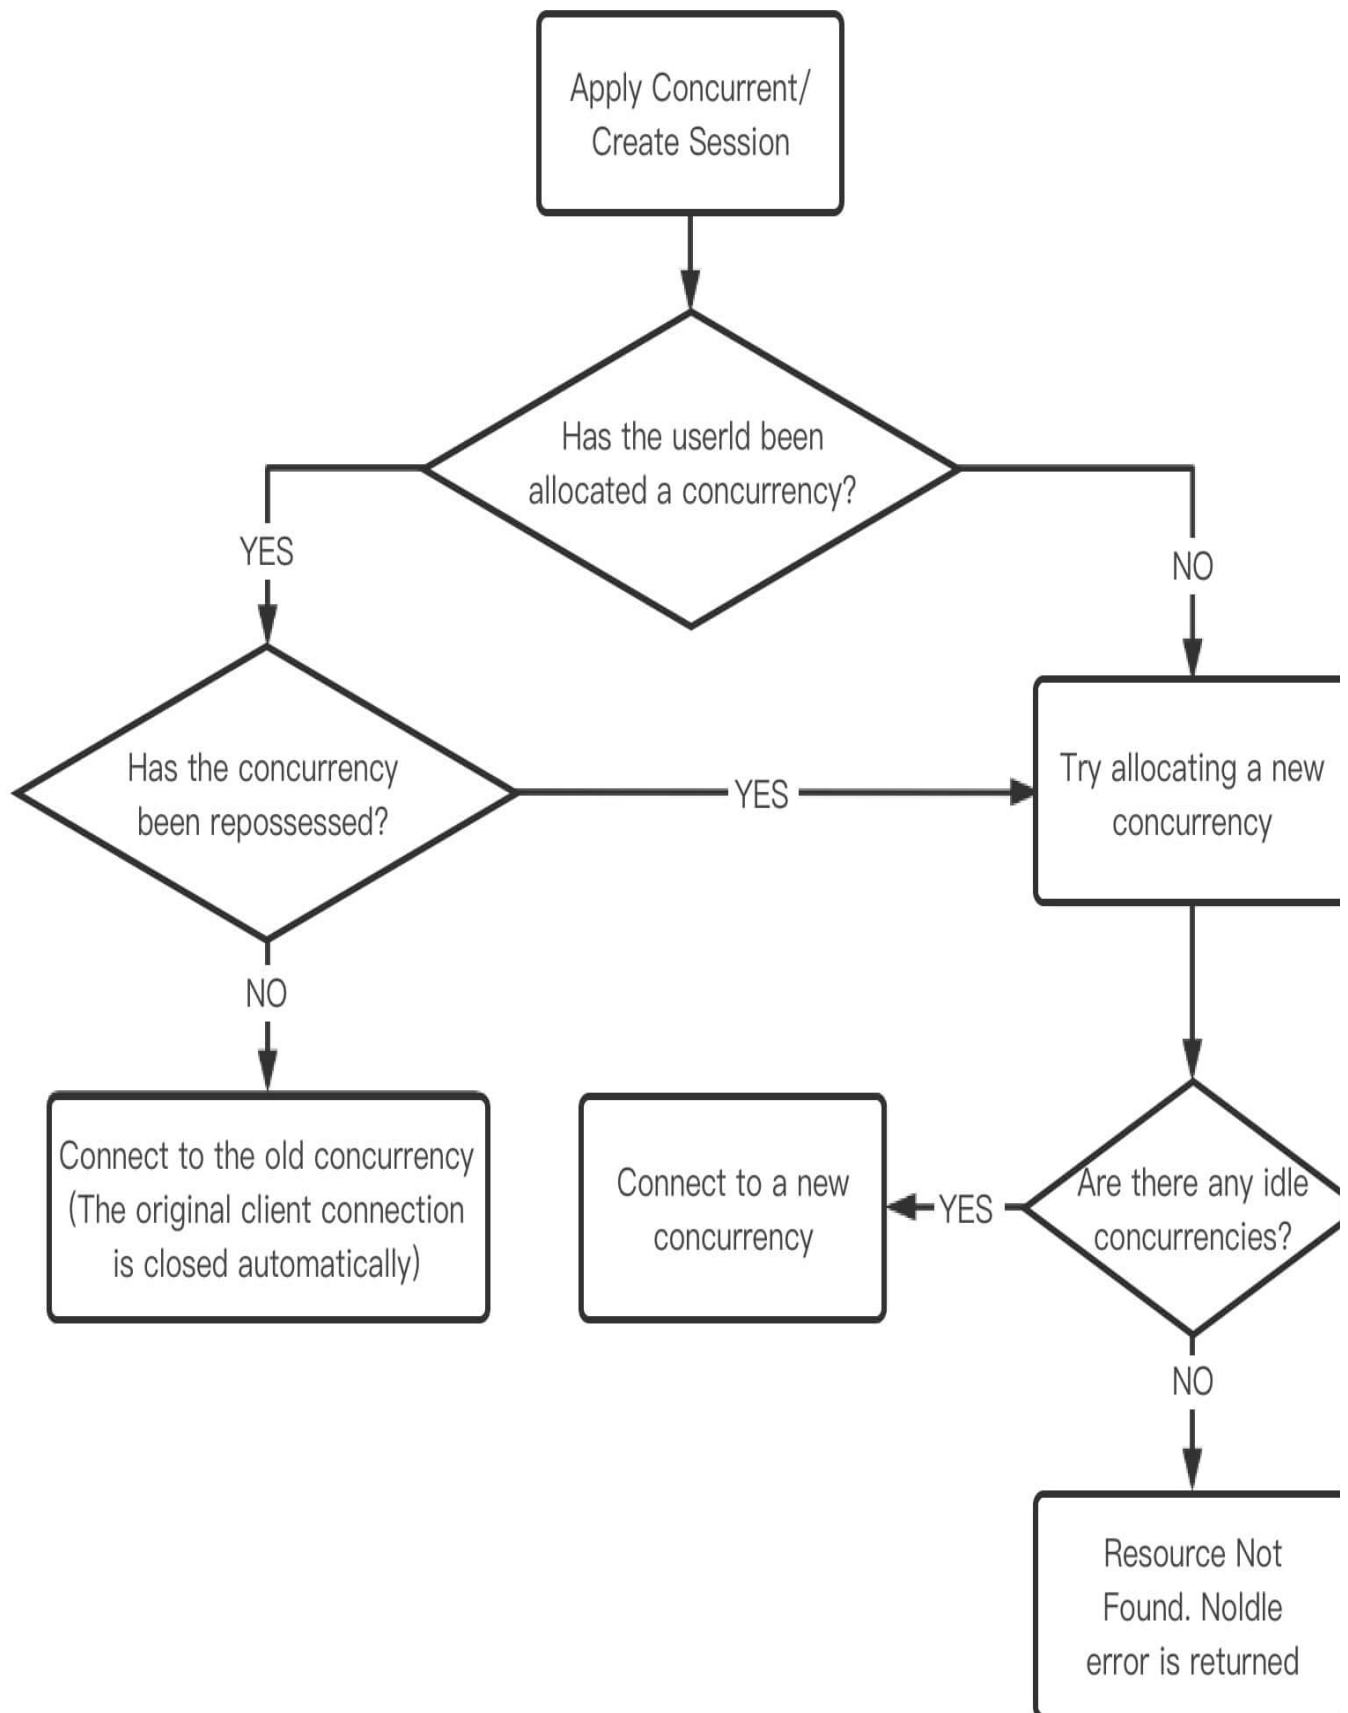 Apply Concurrent/
Create Session
Has the userId been
allocated a concurrency?
YES
NO
Has the concurrency
been repossessed?
YES
Try allocating a new
concurrency
NO
Connect to the old concurrency
(The original client connection
is closed automatically)
Connect to a new
concurrency
YES
Are there any idle
concurrencies?
NO
Resource Not
Found. NoIdle
error is returned